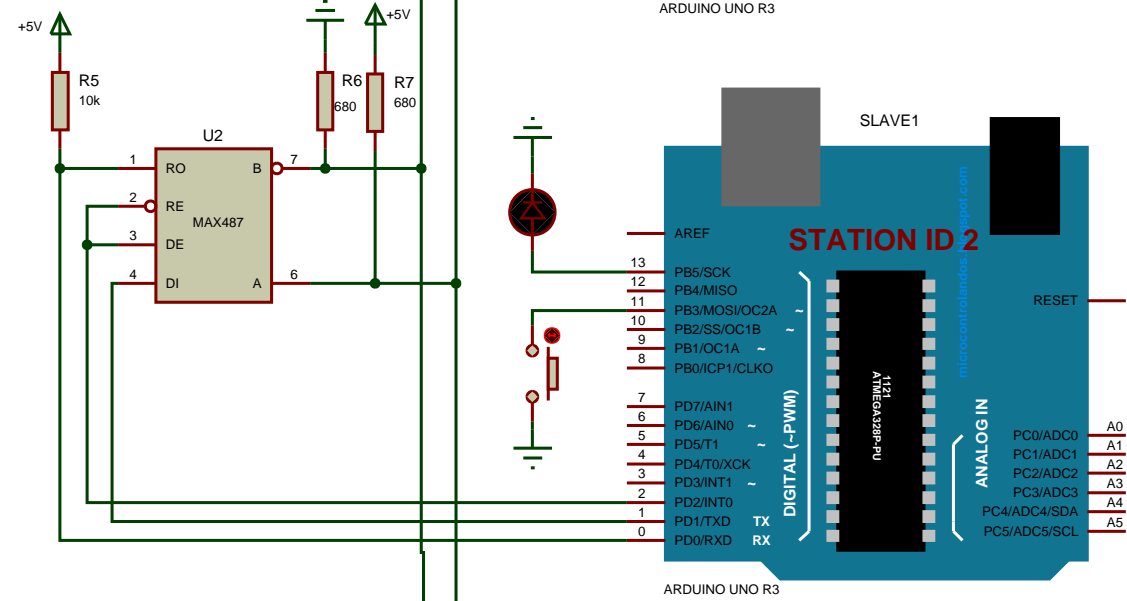 ARDUINO UNO R3
+5V
+5V
R5
10k
R6
680
R7
680
U2
1
RO
B
7
2
RE
MAX487
3
DE
4
DI
A
6
SLAVE1
microcontrolandos.blogspot.com
STATION ID 2
AREF
13
PB5/SCK
12
PB4/MISO
11
PB3/MOSI/OC2A ~
10
PB2/SS/OC1B ~
9
PB1/OC1A ~
8
PB0/ICP1/CLKO
7
PD7/AIN1
6
PD6/AIN0 ~
5
PD5/T1 ~
4
PD4/T0/XCK
3
PD3/INT1 ~
2
PD2/INT0
1
PD1/TXD TX
0
PD0/RXD RX
DIGITAL (~PWM)
1121
ATMEGA328P-PU
ANALOG IN
RESET
PC0/ADC0
A0
PC1/ADC1
A1
PC2/ADC2
A2
PC3/ADC3
A3
PC4/ADC4/SDA
A4
PC5/ADC5/SCL
A5
ARDUINO UNO R3